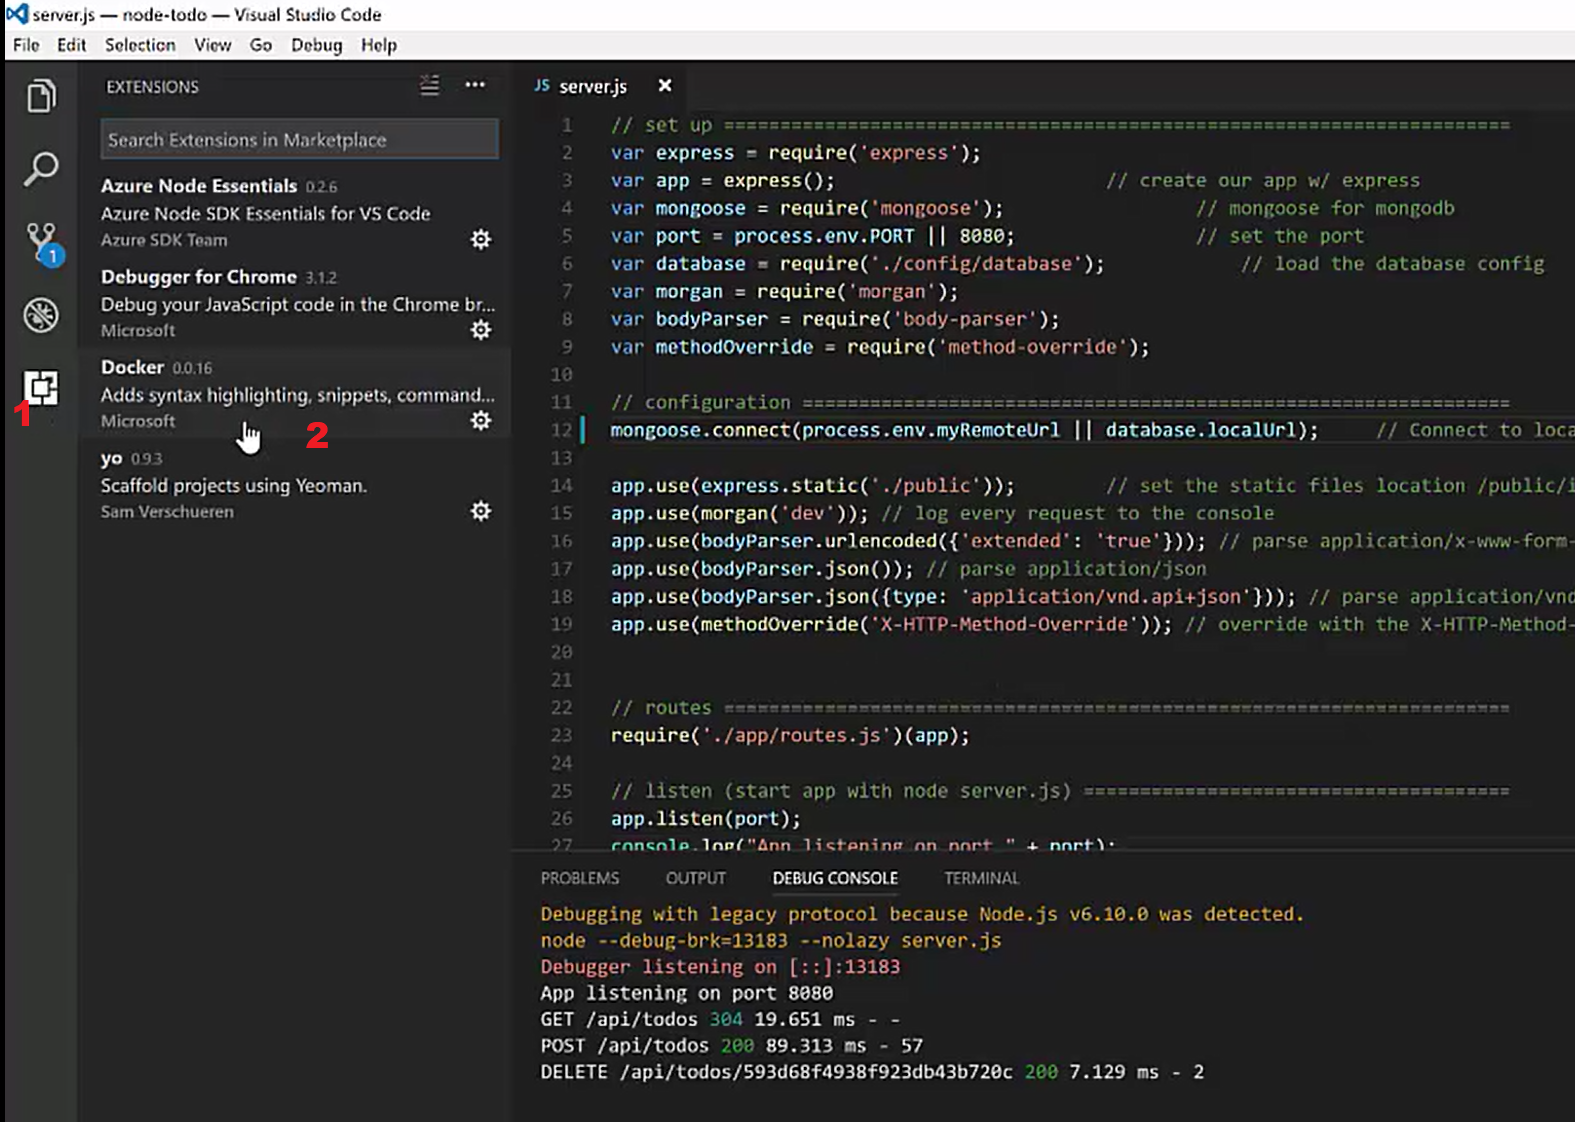 server.js — node-todo — Visual Studio Code
File Edit Selection View Go Debug Help
EXTENSIONS
Search Extensions in Marketplace
Azure Node Essentials 0.2.6
Azure Node SDK Essentials for VS Code
Azure SDK Team
1
Debugger for Chrome 3.1.2
Debug your JavaScript code in the Chrome br...
Microsoft
Docker 0.0.16
Adds syntax highlighting, snippets, command...
Microsoft
1
2
yo 0.9.3
Scaffold projects using Yeoman.
Sam Verschueren
JS server.js ×
1 // set up ======================================================================
2 var express = require('express');
3 var app = express(); // create our app w/ express
4 var mongoose = require('mongoose'); // mongoose for mongodb
5 var port = process.env.PORT || 8080; // set the port
6 var database = require('./config/database'); // load the database config
7 var morgan = require('morgan');
8 var bodyParser = require('body-parser');
9 var methodOverride = require('method-override');
10
11 // configuration ===============================================================
12 mongoose.connect(process.env.myRemoteUrl || database.localUrl); // Connect to loca
13
14 app.use(express.static('./public')); // set the static files location /public/i
15 app.use(morgan('dev')); // log every request to the console
16 app.use(bodyParser.urlencoded({'extended': 'true'})); // parse application/x-www-form-
17 app.use(bodyParser.json()); // parse application/json
18 app.use(bodyParser.json({type: 'application/vnd.api+json'})); // parse application/vnd
19 app.use(methodOverride('X-HTTP-Method-Override')); // override with the X-HTTP-Method-
20
21
22 // routes ======================================================================
23 require('./app/routes.js')(app);
24
25 // listen (start app with node server.js) ======================================
26 app.listen(port);
27 console.log("App listening on port " + port);
PROBLEMS OUTPUT DEBUG CONSOLE TERMINAL
Debugging with legacy protocol because Node.js v6.10.0 was detected.
node --debug-brk=13183 --nolazy server.js
Debugger listening on [::]:13183
App listening on port 8080
GET /api/todos 304 19.651 ms - -
POST /api/todos 200 89.313 ms - 57
DELETE /api/todos/593d68f4938f923db43b720c 200 7.129 ms - 2